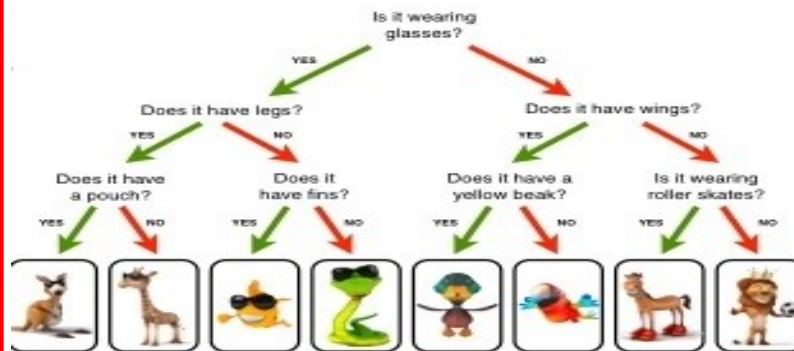 Is it wearing
glasses?
YES
NO
Does it have legs?
Does it have wings?
YES
NO
YES
NO
Does it have
a pouch?
Does it
have fins?
Does it have a
yellow beak?
Is it wearing
roller skates?
YES
NO
YES
NO
YES
NO
YES
NO